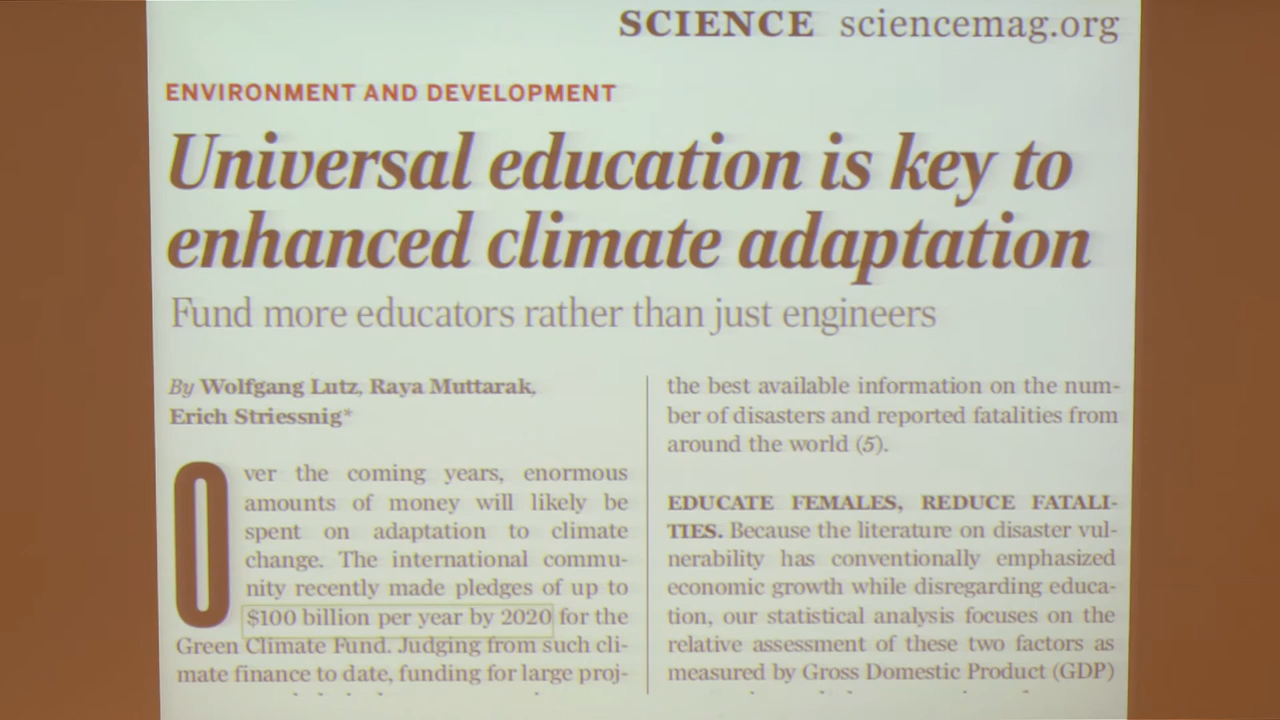 SCIENCE sciencemag.org
ENVIRONMENT AND DEVELOPMENT
Universal education is key to
enhanced climate adaptation
Fund more educators rather than just engineers
By Wolfgang Lutz, Raya Muttarak,
Erich Striessnig*
Over the coming years, enormous
amounts of money will likely be
spent on adaptation to climate
change. The international commu-
nity recently made pledges of up to
$100 billion per year by 2020 for the
Green Climate Fund. Judging from such cli-
mate finance to date, funding for large proj-
the best available information on the num-
ber of disasters and reported fatalities from
around the world (5).
EDUCATE FEMALES, REDUCE FATALI-
TIES. Because the literature on disaster vul-
nerability has conventionally emphasized
economic growth while disregarding educa-
tion, our statistical analysis focuses on the
relative assessment of these two factors as
measured by Gross Domestic Product (GDP)